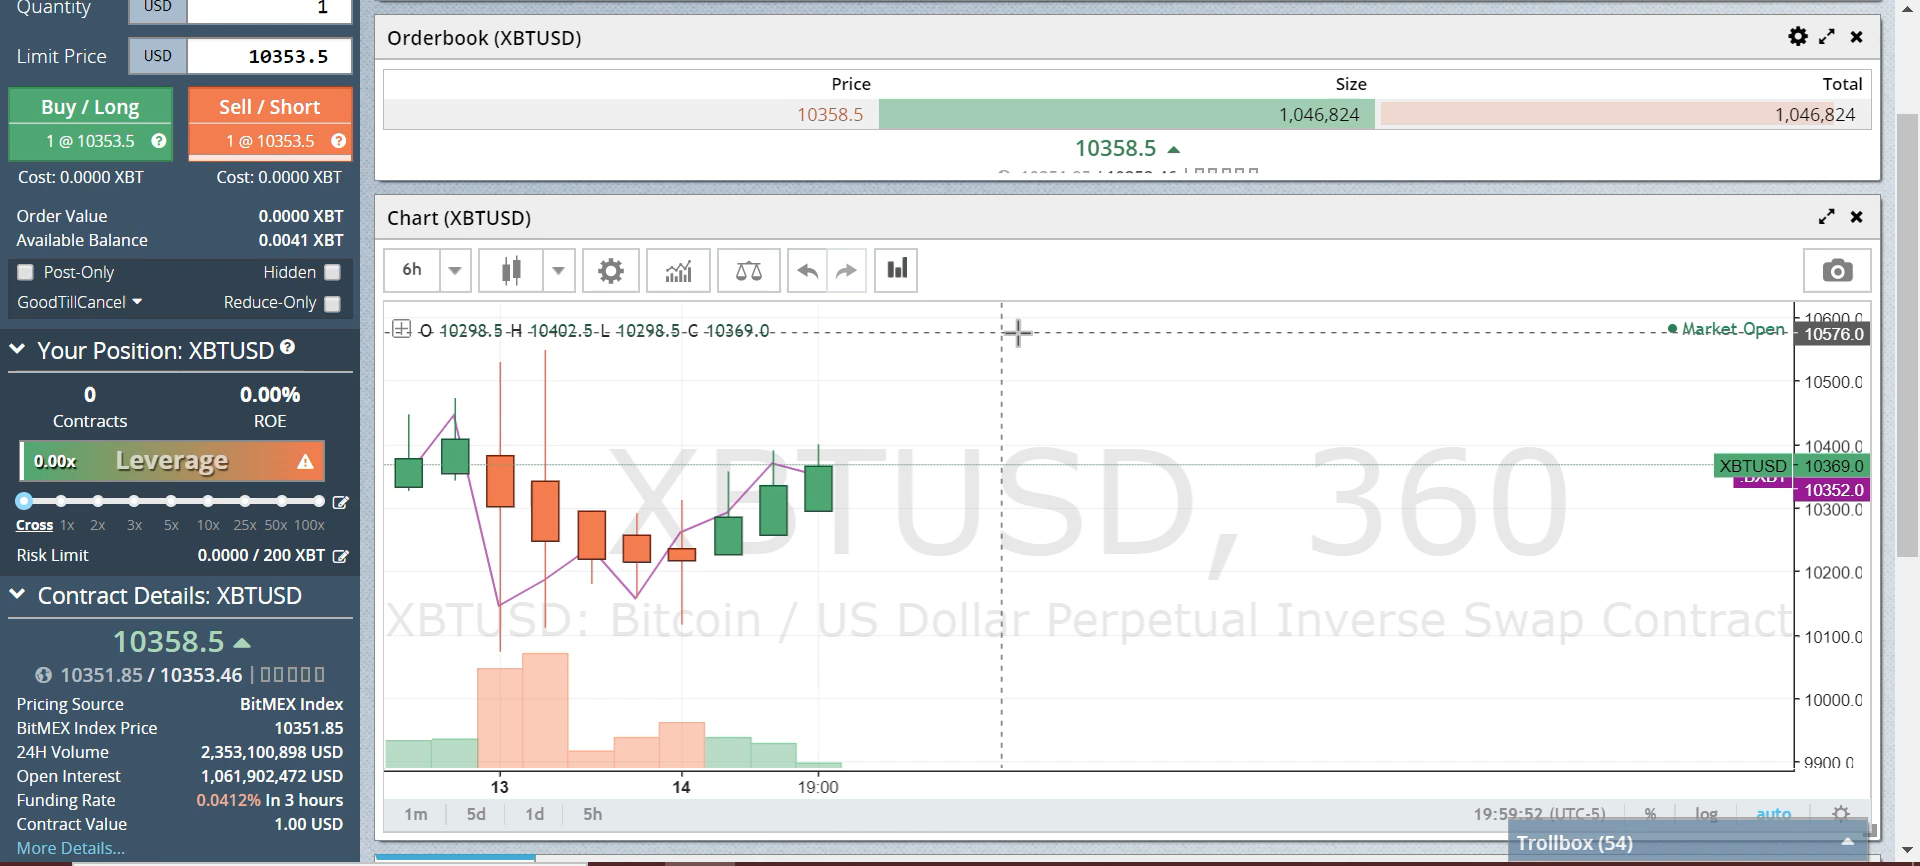 Quantity USD 1
Limit Price USD 10353.5
Buy / Long
1 @ 10353.5 ?
Sell / Short
1 @ 10353.5 ?
Cost: 0.0000 XBT
Cost: 0.0000 XBT
Order Value 0.0000 XBT
Available Balance 0.0041 XBT
Post-Only Hidden
GoodTillCancel Reduce-Only
Your Position: XBTUSD ?
0 0.00%
Contracts ROE
0.00x Leverage
Cross 1x 2x 3x 5x 10x 25x 50x 100x
Risk Limit 0.0000 / 200 XBT
Contract Details: XBTUSD
10358.5
10351.85 / 10353.46
Pricing Source BitMEX Index
BitMEX Index Price 10351.85
24H Volume 2,353,100,898 USD
Open Interest 1,061,902,472 USD
Funding Rate 0.0412% In 3 hours
Contract Value 1.00 USD
More Details...
Orderbook (XBTUSD)
Price Size Total
10358.5 1,046,824 1,046,824
10358.5
Chart (XBTUSD)
6h
O 10298.5 H 10402.5 L 10298.5 C 10369.0
Market Open
10600.0
10576.0
10500.0
10400.0
XBTUSD 10369.0
10352.0
10300.0
10200.0
10100.0
10000.0
9900.0
XBTUSD, 360
XBTUSD: Bitcoin / US Dollar Perpetual Inverse Swap Contract
13 14 19:00
1m 5d 1d 5h
19:59:52 (UTC-5) % log auto
Trollbox (54)